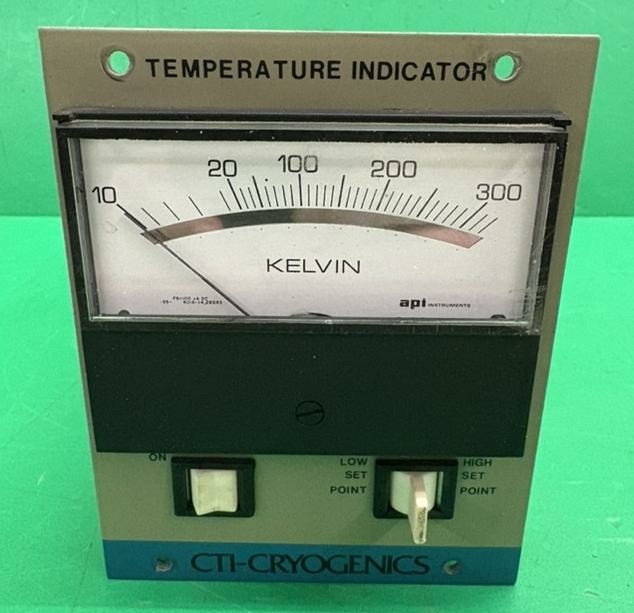 TEMPERATURE INDICATOR
10 20 100 200 300
KELVIN
api INSTRUMENTS
ON
LOW SET POINT
HIGH SET POINT
CTI-CRYOGENICS